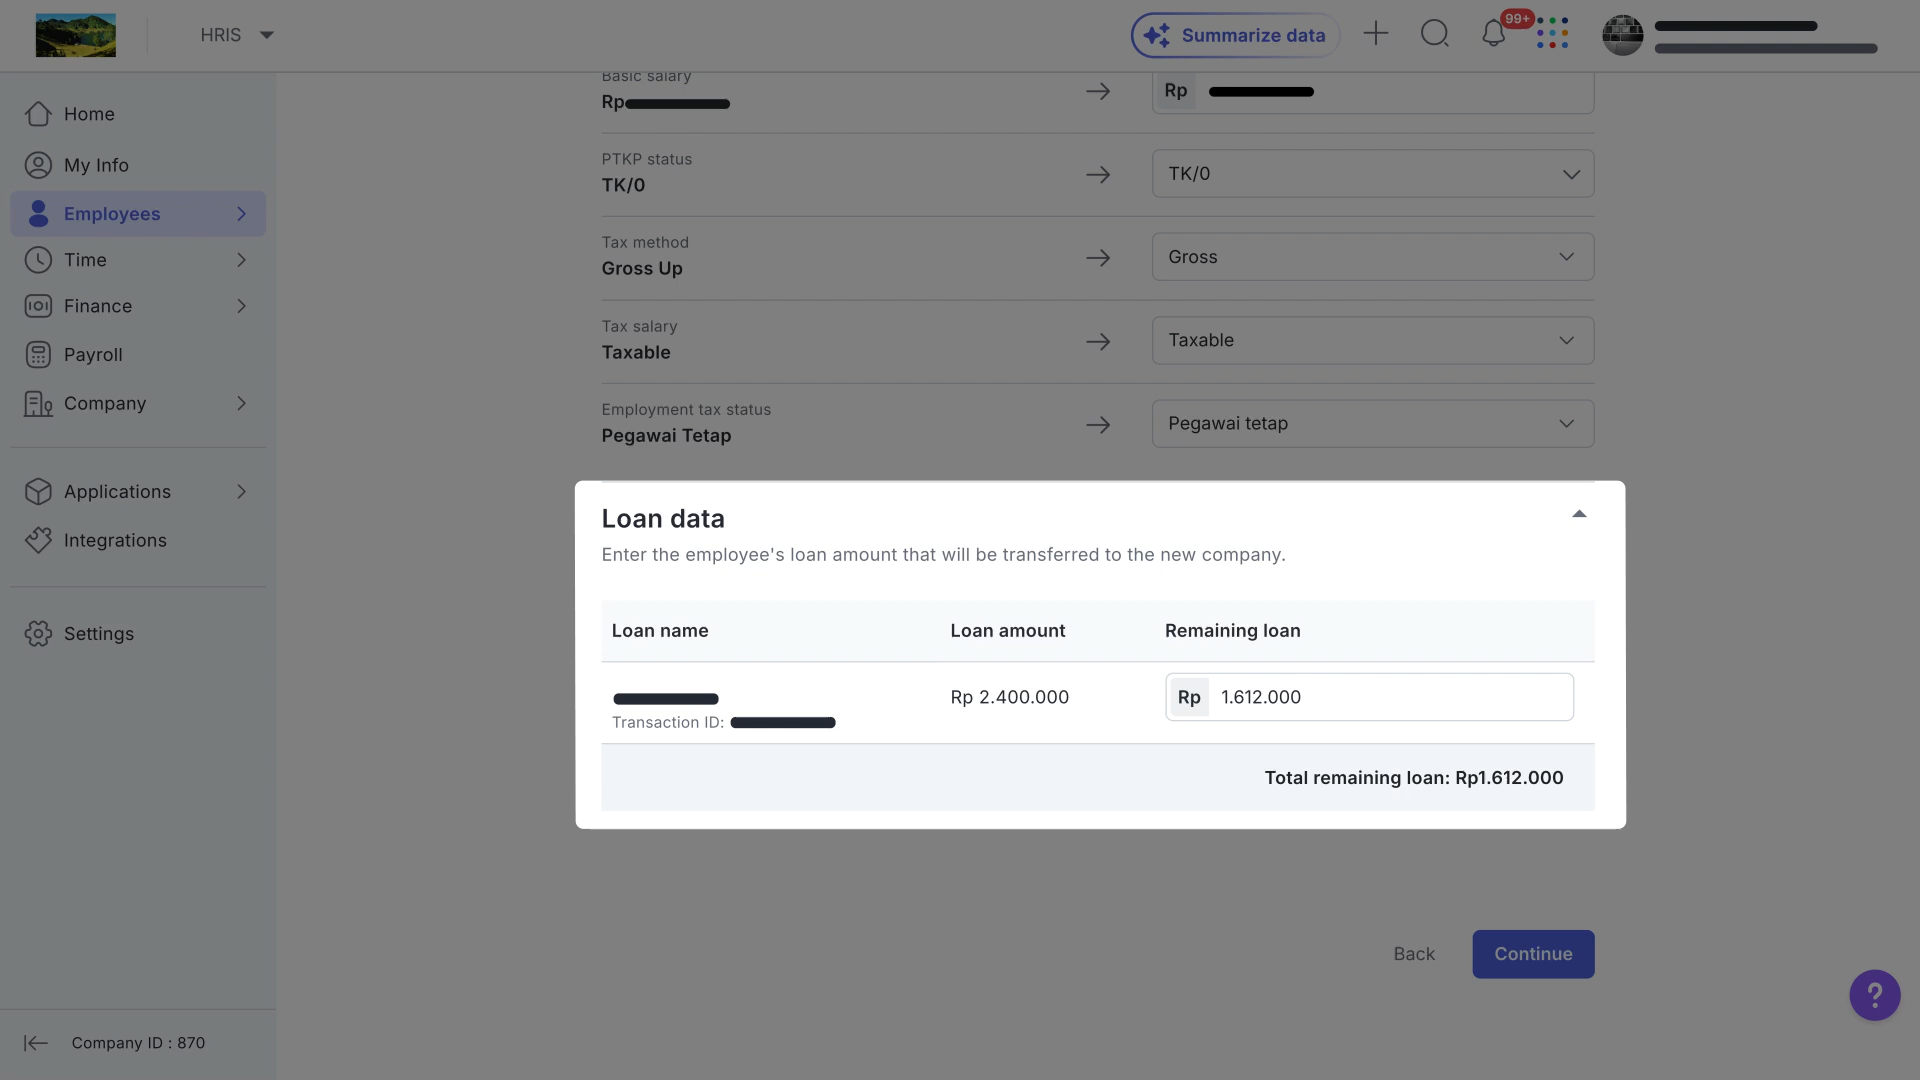 HRIS
Summarize data
99+
Home
My Info
Employees
Time
Finance
Payroll
Company
Applications
Integrations
Settings
Company ID : 870
Basic salary
Rp
Rp
PTKP status
TK/0
TK/0
Tax method
Gross Up
Gross
Tax salary
Taxable
Taxable
Employment tax status
Pegawai Tetap
Pegawai tetap
Loan data
Enter the employee's loan amount that will be transferred to the new company.
Loan name Loan amount Remaining loan
Rp 2.400.000 Rp 1.612.000
Transaction ID:
Total remaining loan: Rp1.612.000
Back Continue
?